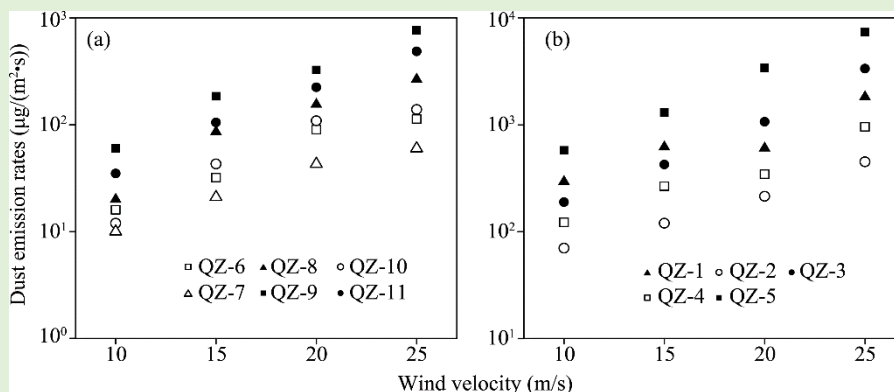 Dust emission rates (μg/(m²•s))
10³
10²
10¹
10⁰
(a)
□ QZ-6 ▲ QZ-8 ○ QZ-10
△ QZ-7 ■ QZ-9 ● QZ-11
10 15 20 25
10⁴
10³
10²
10¹
(b)
▲ QZ-1 ○ QZ-2 ● QZ-3
□ QZ-4 ■ QZ-5
10 15 20 25
Wind velocity (m/s)